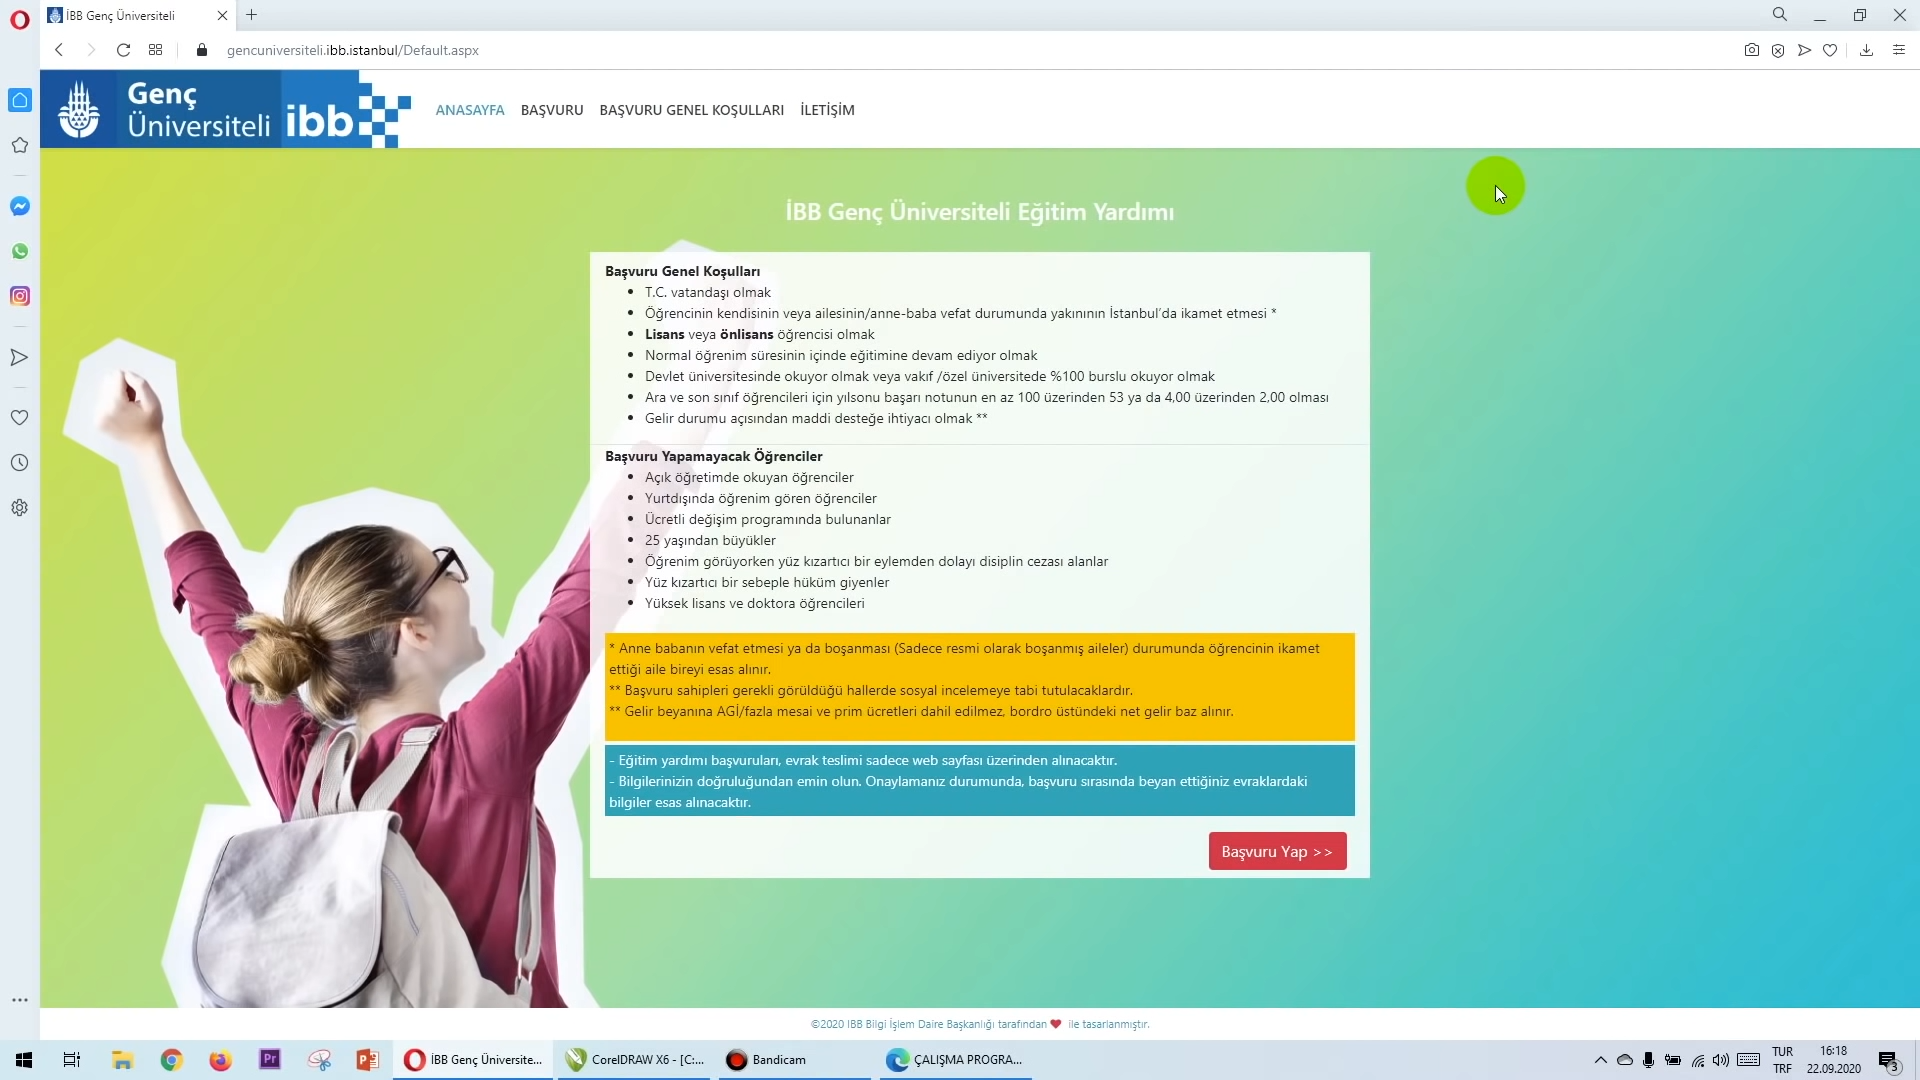 İBB Genç Üniversiteli
gencuniversiteli.ibb.istanbul/Default.aspx
Genç
Üniversiteli ibb
ANASAYFA BAŞVURU BAŞVURU GENEL KOŞULLARI İLETİŞİM
İBB Genç Üniversiteli Eğitim Yardımı
Başvuru Genel Koşulları
T.C. vatandaşı olmak
Öğrencinin kendisinin veya ailesinin/anne-baba vefat durumunda yakınının İstanbul'da ikamet etmesi *
Lisans veya önlisans öğrencisi olmak
Normal öğrenim süresinin içinde eğitimine devam ediyor olmak
Devlet üniversitesinde okuyor olmak veya vakıf /özel üniversitede %100 burslu okuyor olmak
Ara ve son sınıf öğrencileri için yılsonu başarı notunun en az 100 üzerinden 53 ya da 4,00 üzerinden 2,00 olması
Gelir durumu açısından maddi desteğe ihtiyacı olmak **
Başvuru Yapamayacak Öğrenciler
Açık öğretimde okuyan öğrenciler
Yurtdışında öğrenim gören öğrenciler
Ücretli değişim programında bulunanlar
25 yaşından büyükler
Öğrenim görüyorken yüz kızartıcı bir eylemden dolayı disiplin cezası alanlar
Yüz kızartıcı bir sebeple hüküm giyenler
Yüksek lisans ve doktora öğrencileri
* Anne babanın vefat etmesi ya da boşanması (Sadece resmi olarak boşanmış aileler) durumunda öğrencinin ikamet
ettiği aile bireyi esas alınır.
** Başvuru sahipleri gerekli görüldüğü hallerde sosyal incelemeye tabi tutulacaklardır.
** Gelir beyanına AGİ/fazla mesai ve prim ücretleri dahil edilmez, bordro üstündeki net gelir baz alınır.
- Eğitim yardımı başvuruları, evrak teslimi sadece web sayfası üzerinden alınacaktır.
- Bilgilerinizin doğruluğundan emin olun. Onaylamanız durumunda, başvuru sırasında beyan ettiğiniz evraklardaki
bilgiler esas alınacaktır.
Başvuru Yap >>
©2020 IBB Bilgi İşlem Daire Başkanlığı tarafından ❤ ile tasarlanmıştır.
Pr
İBB Genç Üniversite... CorelDRAW X6 - [C:... Bandicam ÇALIŞMA PROGRA...
TUR 16:18
TRF 22.09.2020 3